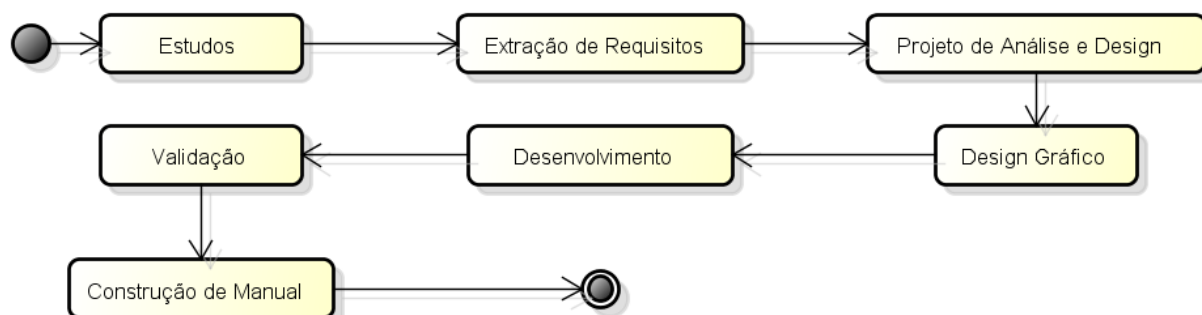 Estudos
Extração de Requisitos
Projeto de Análise e Design
Design Gráfico
Desenvolvimento
Validação
Construção de Manual